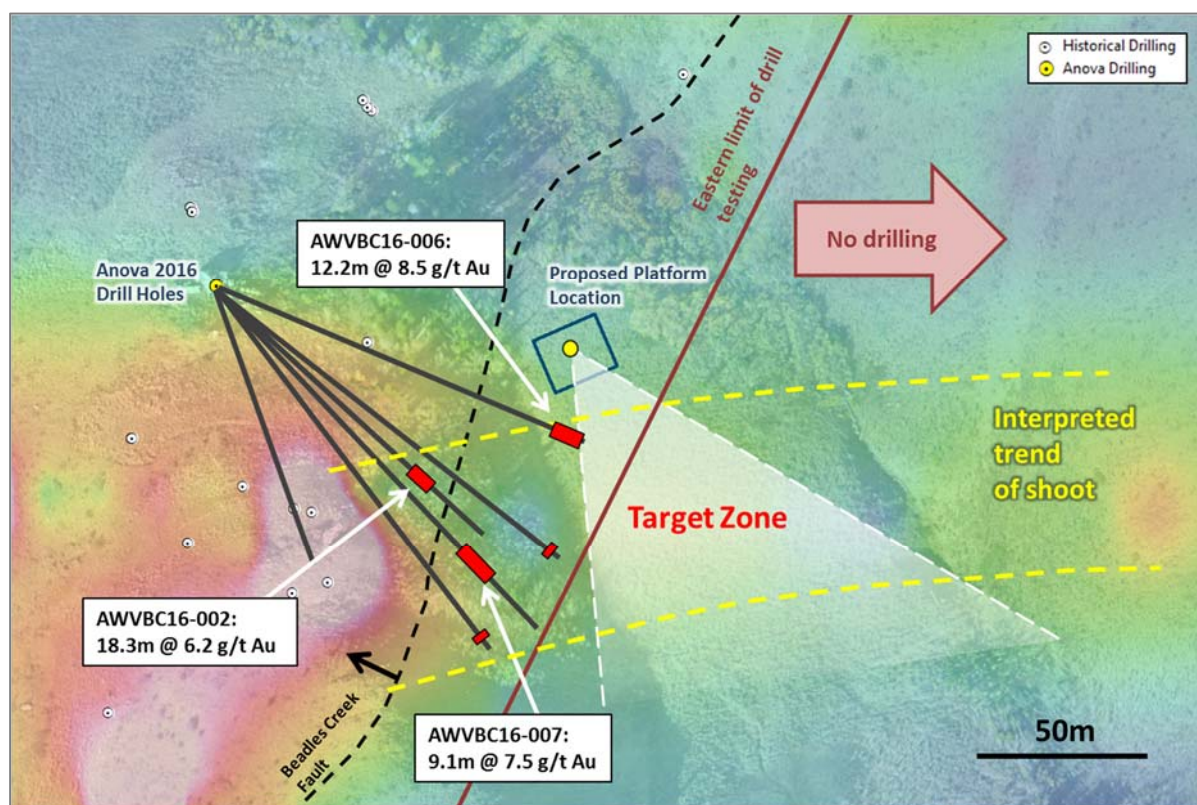 Historical Drilling
Anova Drilling
Eastern limit of drill
testing
No drilling
AWVBC16-006:
12.2m @ 8.5 g/t Au
Anova 2016
Drill Holes
Proposed Platform
Location
Interpreted
trend
of shoot
Target Zone
AWVBC16-002:
18.3m @ 6.2 g/t Au
Beadles Creek
Fault
AWVBC16-007:
9.1m @ 7.5 g/t Au
50m